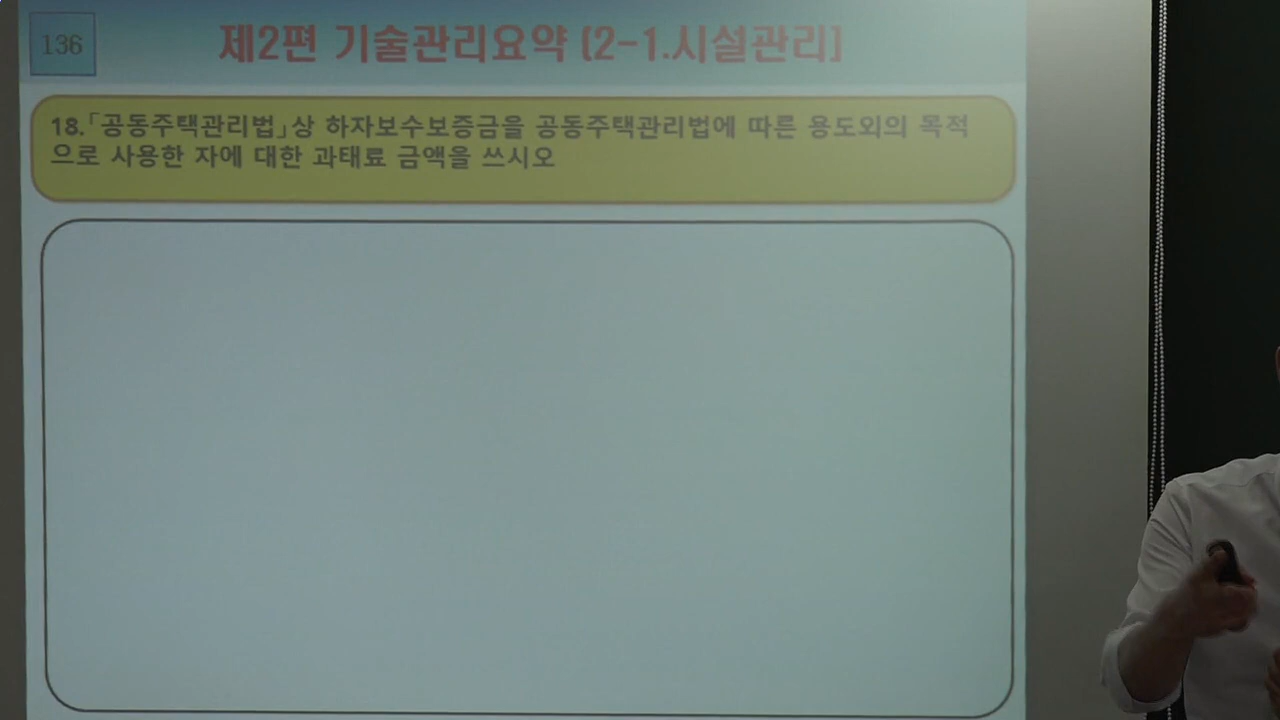 136
제2편 기술관리요약 [2-1.시설관리]
18.「공동주택관리법」상 하자보수보증금을 공동주택관리법에 따른 용도외의 목적
으로 사용한 자에 대한 과태료 금액을 쓰시오